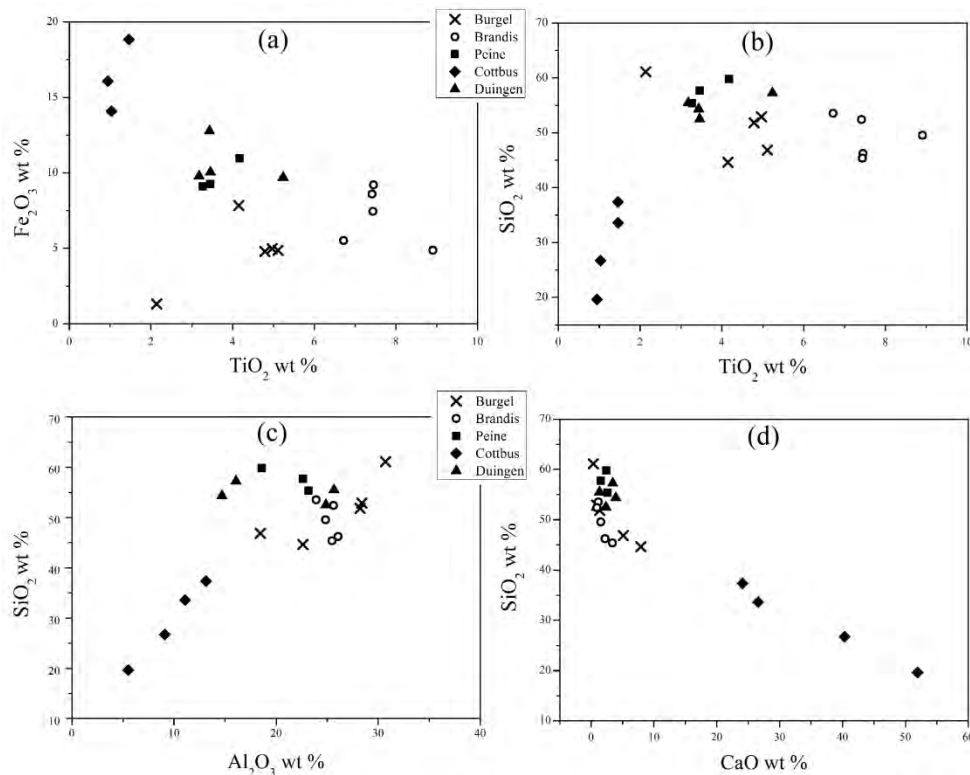 (a)
Fe₂O₃ wt %
20
15
10
5
0
0 2 4 6 8 10
TiO₂ wt %
Burgel
Brandis
Peine
Cottbus
Duingen
(b)
SiO₂ wt %
70
60
50
40
30
20
0 2 4 6 8 10
TiO₂ wt %
(c)
SiO₂ wt %
70
60
50
40
30
20
10
0 10 20 30 40
Al₂O₃ wt %
Burgel
Brandis
Peine
Cottbus
Duingen
(d)
SiO₂ wt %
70
60
50
40
30
20
10
0 10 20 30 40 50 60
CaO wt %